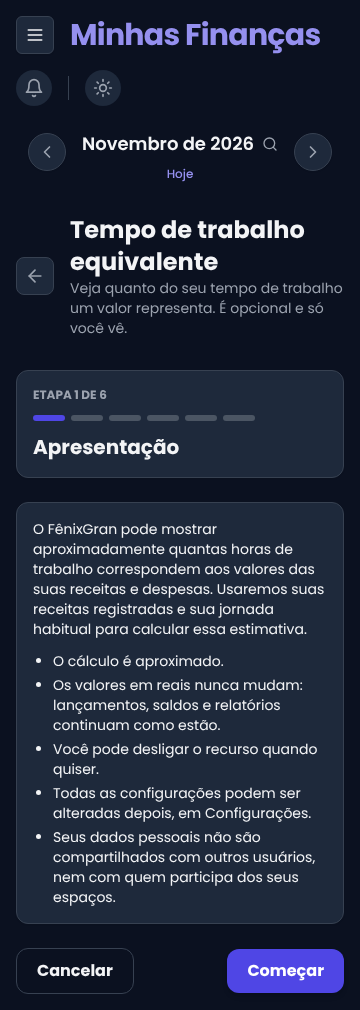 Minhas Finanças
Novembro de 2026
Hoje
Tempo de trabalho
equivalente
Veja quanto do seu tempo de trabalho
um valor representa. É opcional e só
você vê.
ETAPA 1 DE 6
Apresentação
O FênixGran pode mostrar
aproximadamente quantas horas de
trabalho correspondem aos valores das
suas receitas e despesas. Usaremos suas
receitas registradas e sua jornada
habitual para calcular essa estimativa.
• O cálculo é aproximado.
• Os valores em reais nunca mudam:
lançamentos, saldos e relatórios
continuam como estão.
• Você pode desligar o recurso quando
quiser.
• Todas as configurações podem ser
alteradas depois, em Configurações.
• Seus dados pessoais não são
compartilhados com outros usuários,
nem com quem participa dos seus
espaços.
Cancelar
Começar